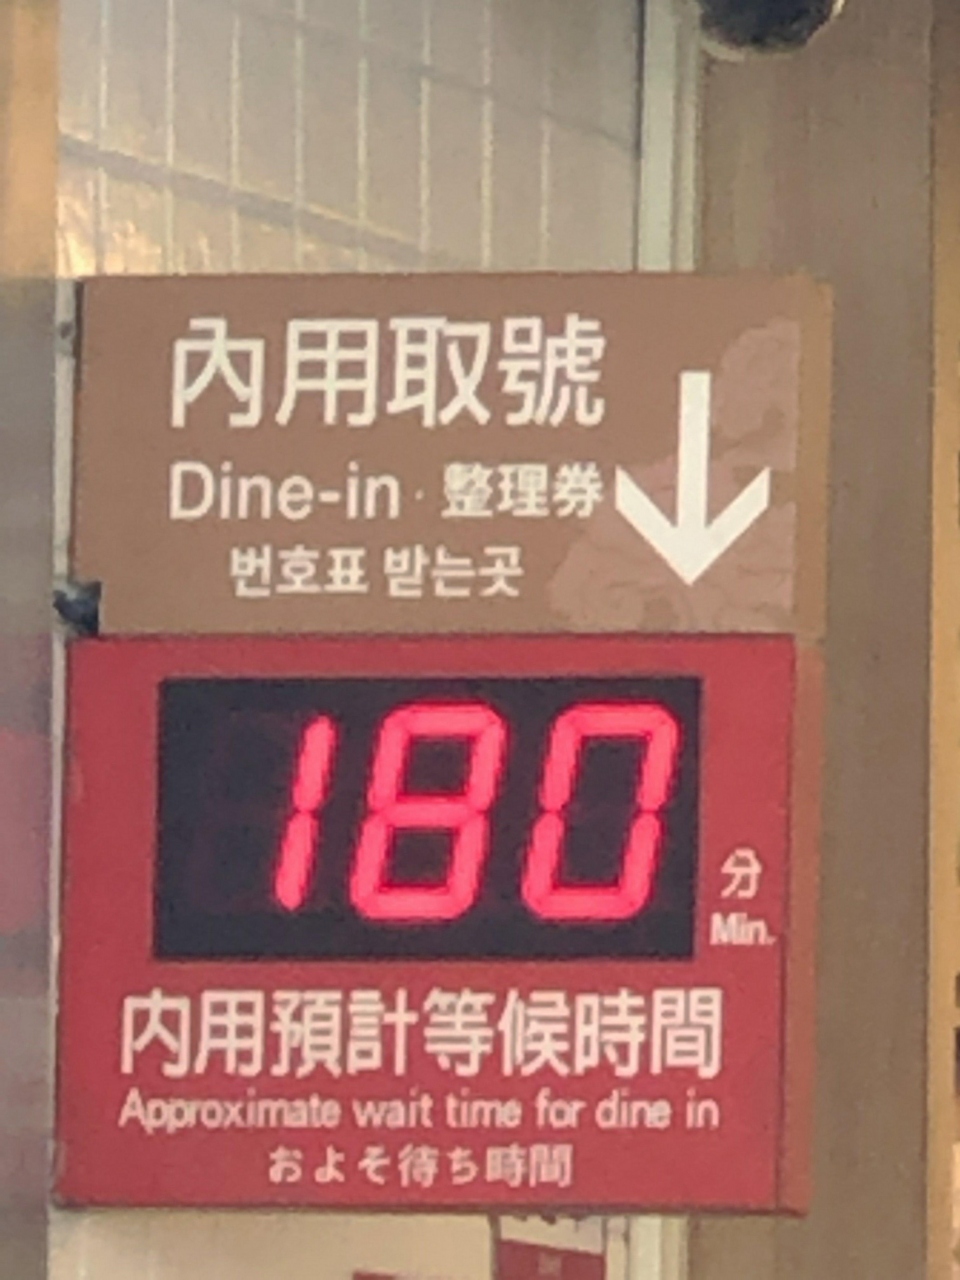 內用取號
Dine-in · 整理券
번호표 받는곳
180
分
Min.
内用預計等候時間
Approximate wait time for dine in
およそ待ち時間